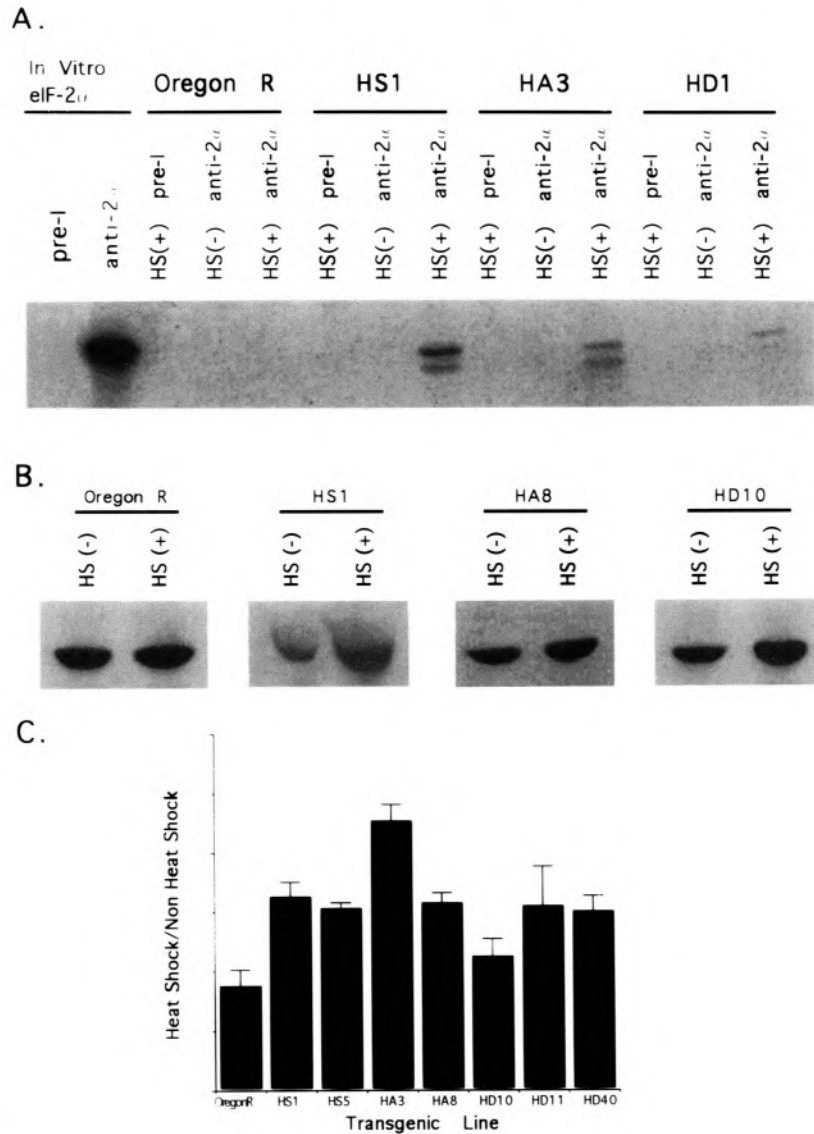 A.
In Vitro
eIF-2α
Oregon R
HS1
HA3
HD1
pre-I
anti-2α
HS(+) pre-I
HS(-) anti-2α
HS(+) anti-2α
HS(+) pre-I
HS(-) anti-2α
HS(+) anti-2α
HS(+) pre-I
HS(-) anti-2α
HS(+) anti-2α
HS(+) pre-I
HS(-) anti-2α
HS(+) anti-2α
B.
Oregon R
HS1
HA8
HD10
HS (-)
HS (+)
HS (-)
HS (+)
HS (-)
HS (+)
HS (-)
HS (+)
C.
Heat Shock/Non Heat Shock
OregonR HS1 HS5 HA3 HA8 HD10 HD11 HD40
Transgenic Line